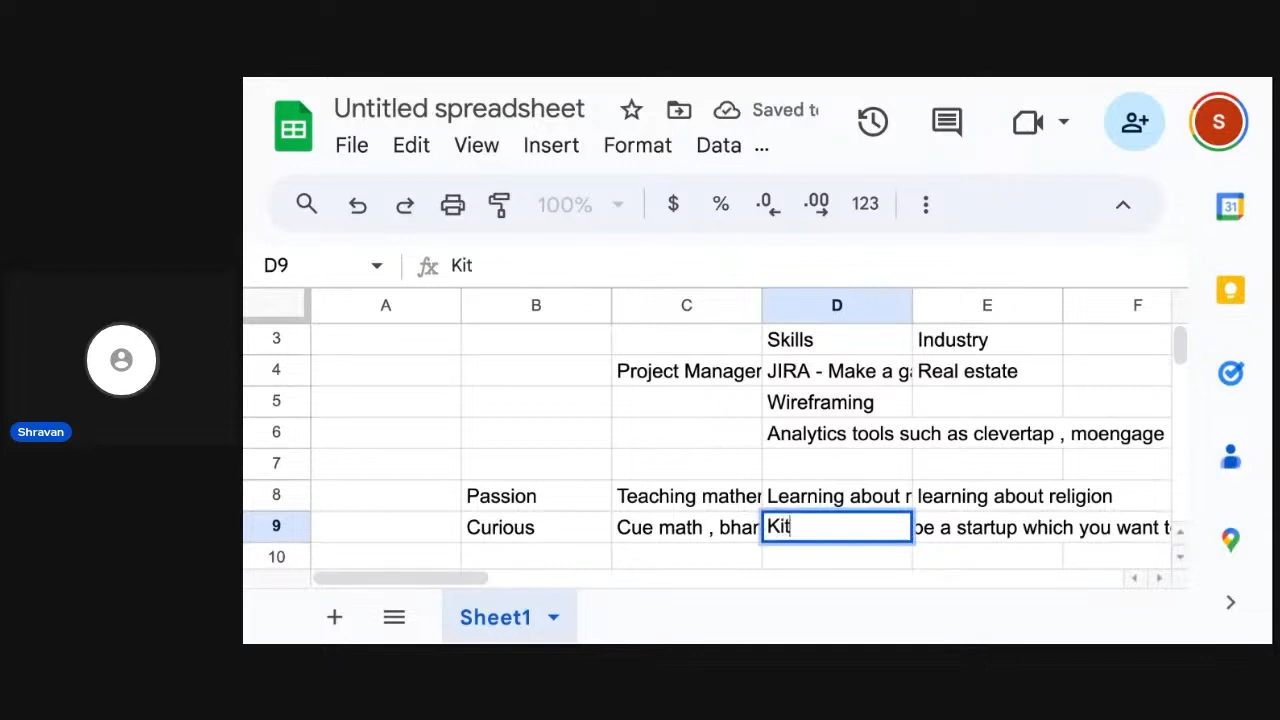 Untitled spreadsheet Saved
File Edit View Insert Format Data ...
100% $ % .0 .00 123
31
S
D9 fx Kit
A B C D E F
3 Skills Industry
4 Project Manager JIRA - Make a Real estate
5 Wireframing
6 Analytics tools such as clevertap , moengage
7
8 Passion Teaching Learning about learning about religion
9 Curious Cue math , Kit be a startup which you want
10
Sheet1
Shravan